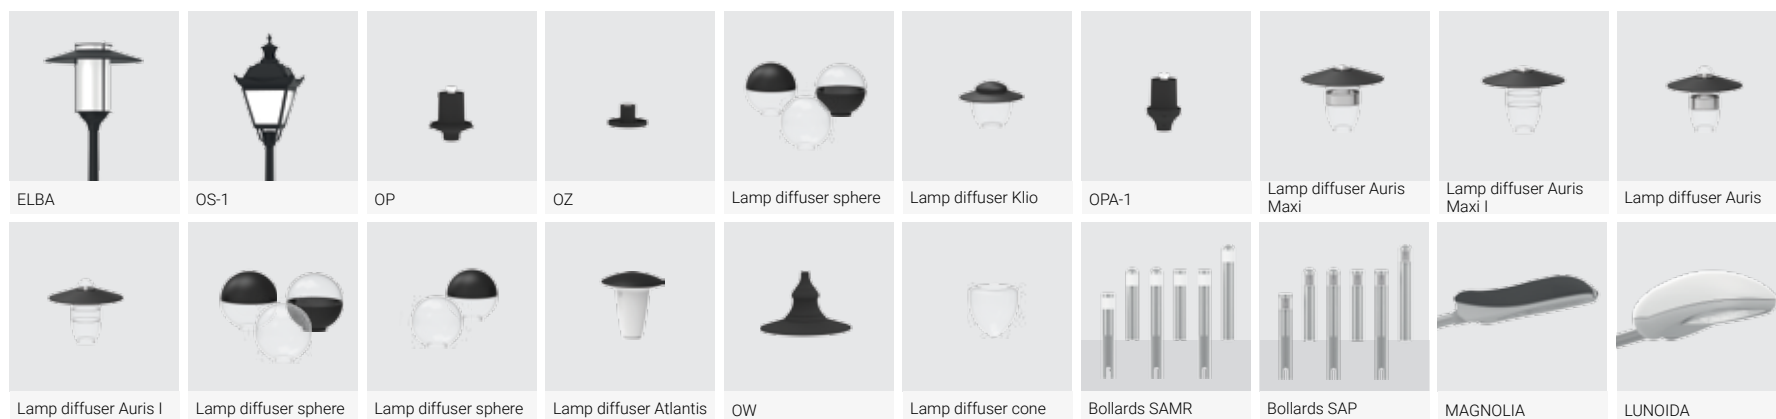 ELBA
OS-1
OP
OZ
Lamp diffuser sphere
Lamp diffuser Klio
OPA-1
Lamp diffuser Auris
Maxi
Lamp diffuser Auris
Maxi I
Lamp diffuser Auris
Lamp diffuser Auris I
Lamp diffuser sphere
Lamp diffuser sphere
Lamp diffuser Atlantis
OW
Lamp diffuser cone
Bollards SAMR
Bollards SAP
MAGNOLIA
LUNOIDA